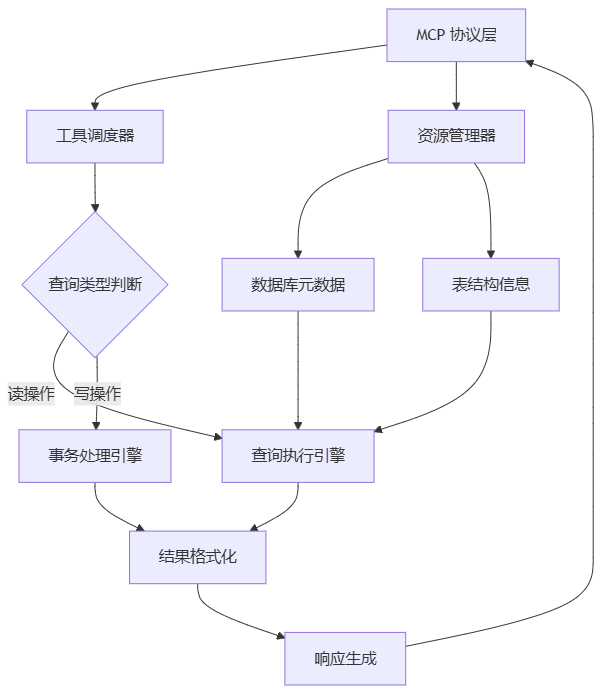 MCP 协议层
工具调度器
资源管理器
查询类型判断
数据库元数据
表结构信息
读操作
写操作
事务处理引擎
查询执行引擎
结果格式化
响应生成